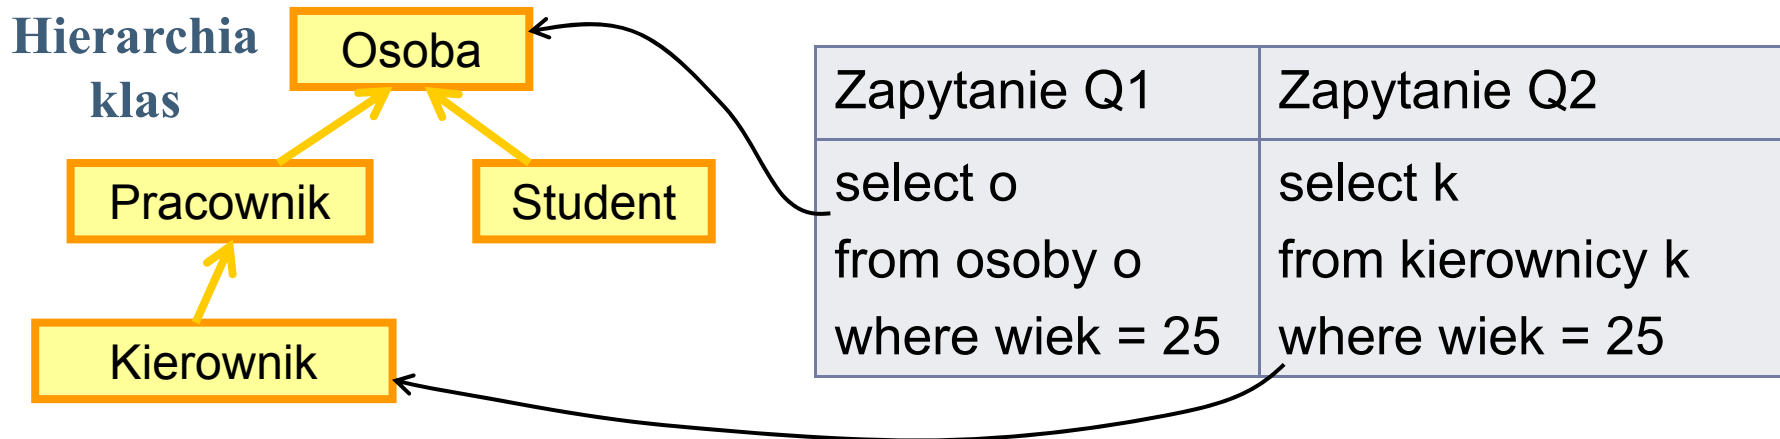 Hierarchia
klas
Osoba
Pracownik
Student
Kierownik
Zapytanie Q1
Zapytanie Q2
select o
from osoby o
where wiek = 25
select k
from kierownicy k
where wiek = 25